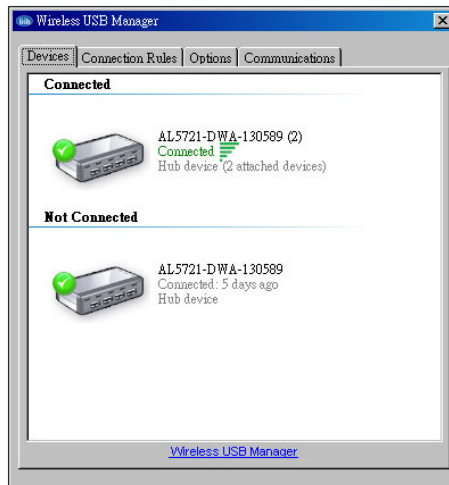 Wireless USB Manager
Devices Connection Rules Options Communications
Connected
AL5721-DWA-130589 (2)
Connected
Hub device (2 attached devices)
Not Connected
AL5721-DWA-130589
Connected: 5 days ago
Hub device
Wireless USB Manager